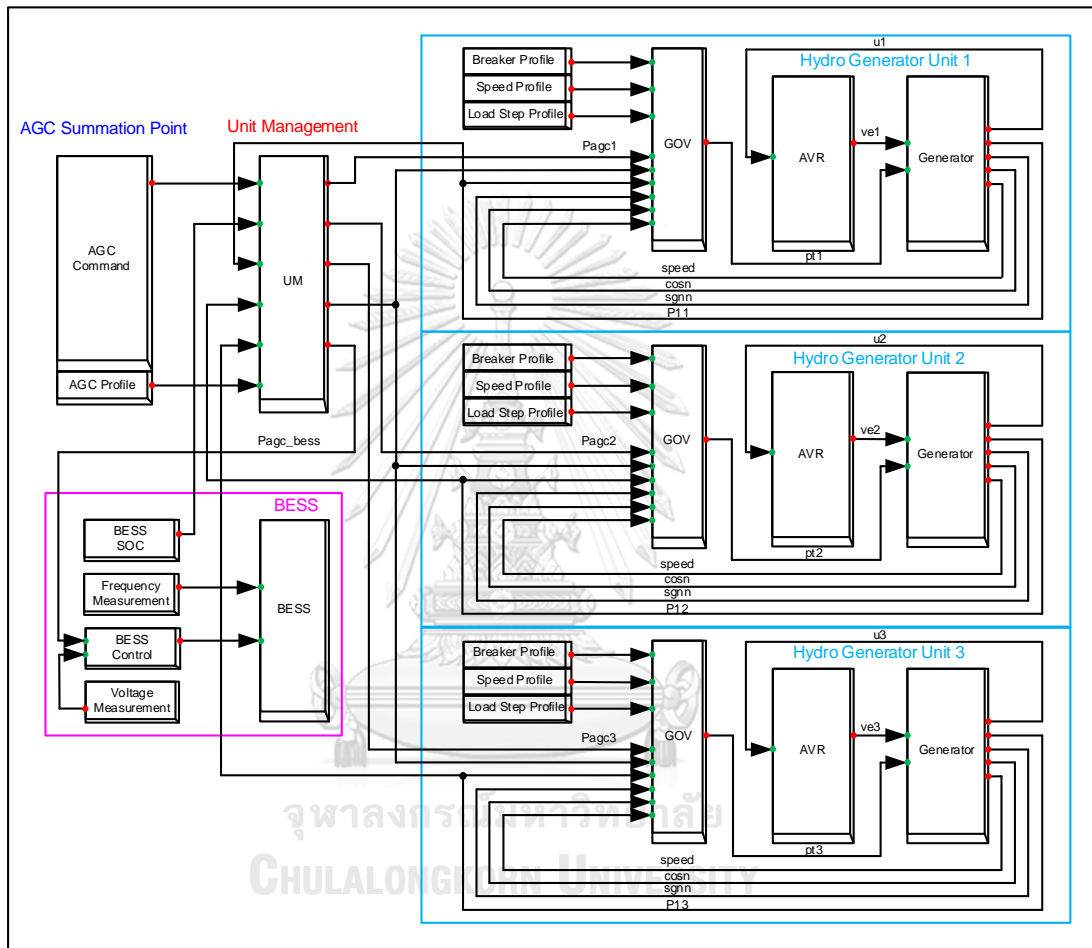 AGC Summation Point
AGC
Command
AGC Profile
Unit Management
UM
Pagc_bess
BESS
BESS
SOC
Frequency
Measurement
BESS
Control
Voltage
Measurement
BESS
u1
Hydro Generator Unit 1
Breaker Profile
Speed Profile
Load Step Profile
Pagc1
GOV
AVR
ve1
Generator
pt1
speed
cosn
sgnn
P11
u2
Hydro Generator Unit 2
Breaker Profile
Speed Profile
Load Step Profile
Pagc2
GOV
AVR
ve2
Generator
pt2
speed
cosn
sgnn
P12
u3
Hydro Generator Unit 3
Breaker Profile
Speed Profile
Load Step Profile
Pagc3
GOV
AVR
ve3
Generator
pt3
speed
cosn
sgnn
P13
จุฬาลงกรณ์มหาวิทยาลัย
CHULALONGKORN UNIVERSITY